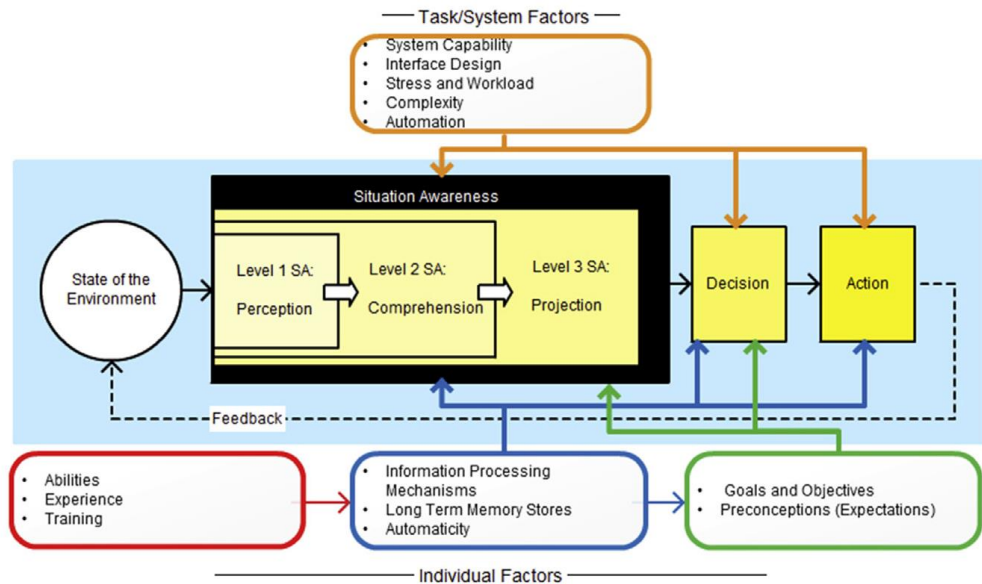 Task/System Factors
• System Capability
• Interface Design
• Stress and Workload
• Complexity
• Automation
Situation Awareness
State of the
Environment
Level 1 SA:
Perception
Level 2 SA:
Comprehension
Level 3 SA:
Projection
Decision
Action
Feedback
• Abilities
• Experience
• Training
• Information Processing
Mechanisms
• Long Term Memory Stores
• Automaticity
• Goals and Objectives
• Preconceptions (Expectations)
Individual Factors